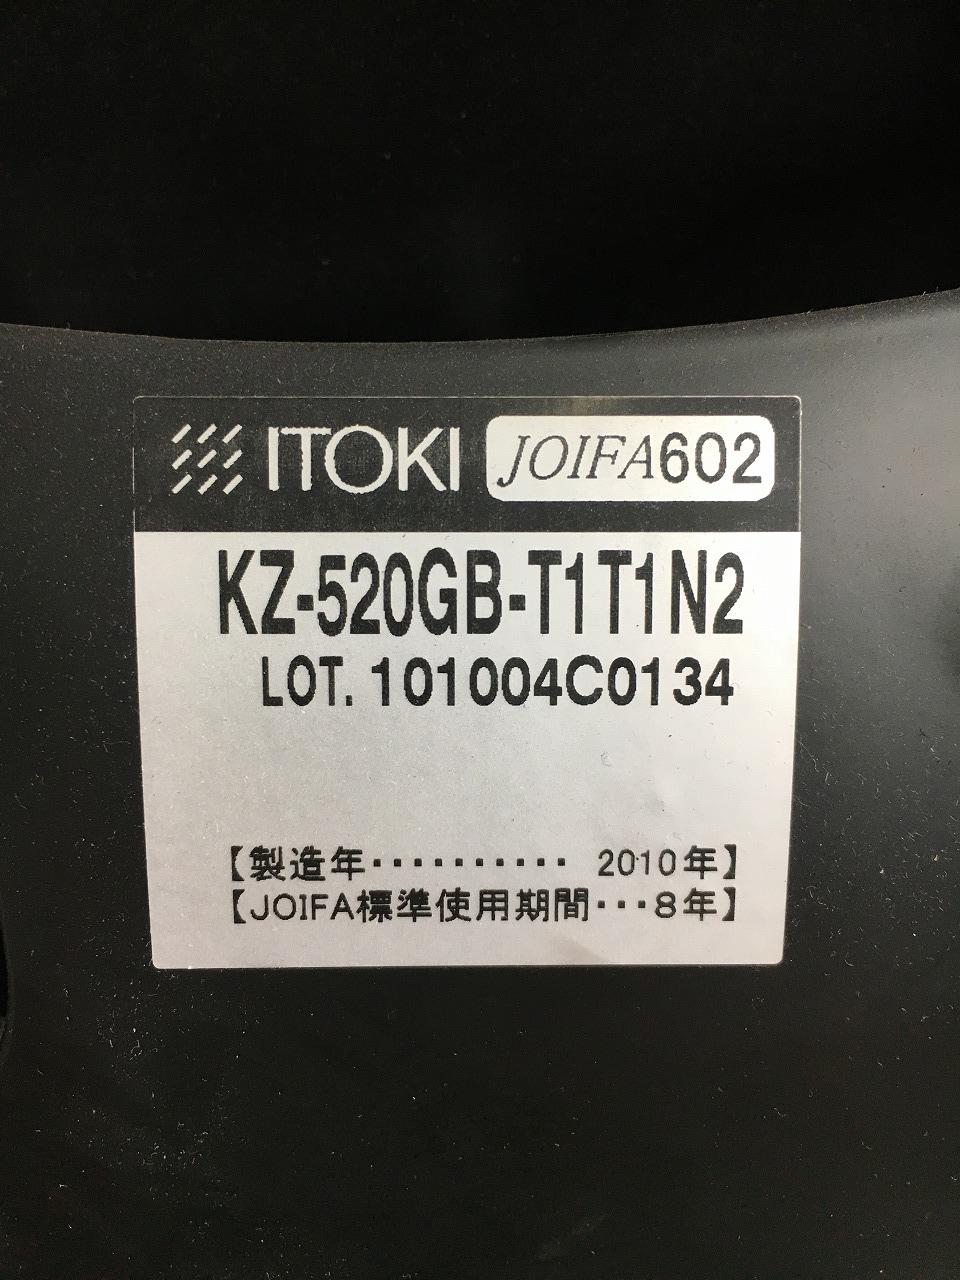 ITOKI JOIFA602
KZ-520GB-T1T1N2
LOT. 101004C0134
【製造年・・・・・・・・・・ 2010年】
【JOIFA標準使用期間・・・8年】